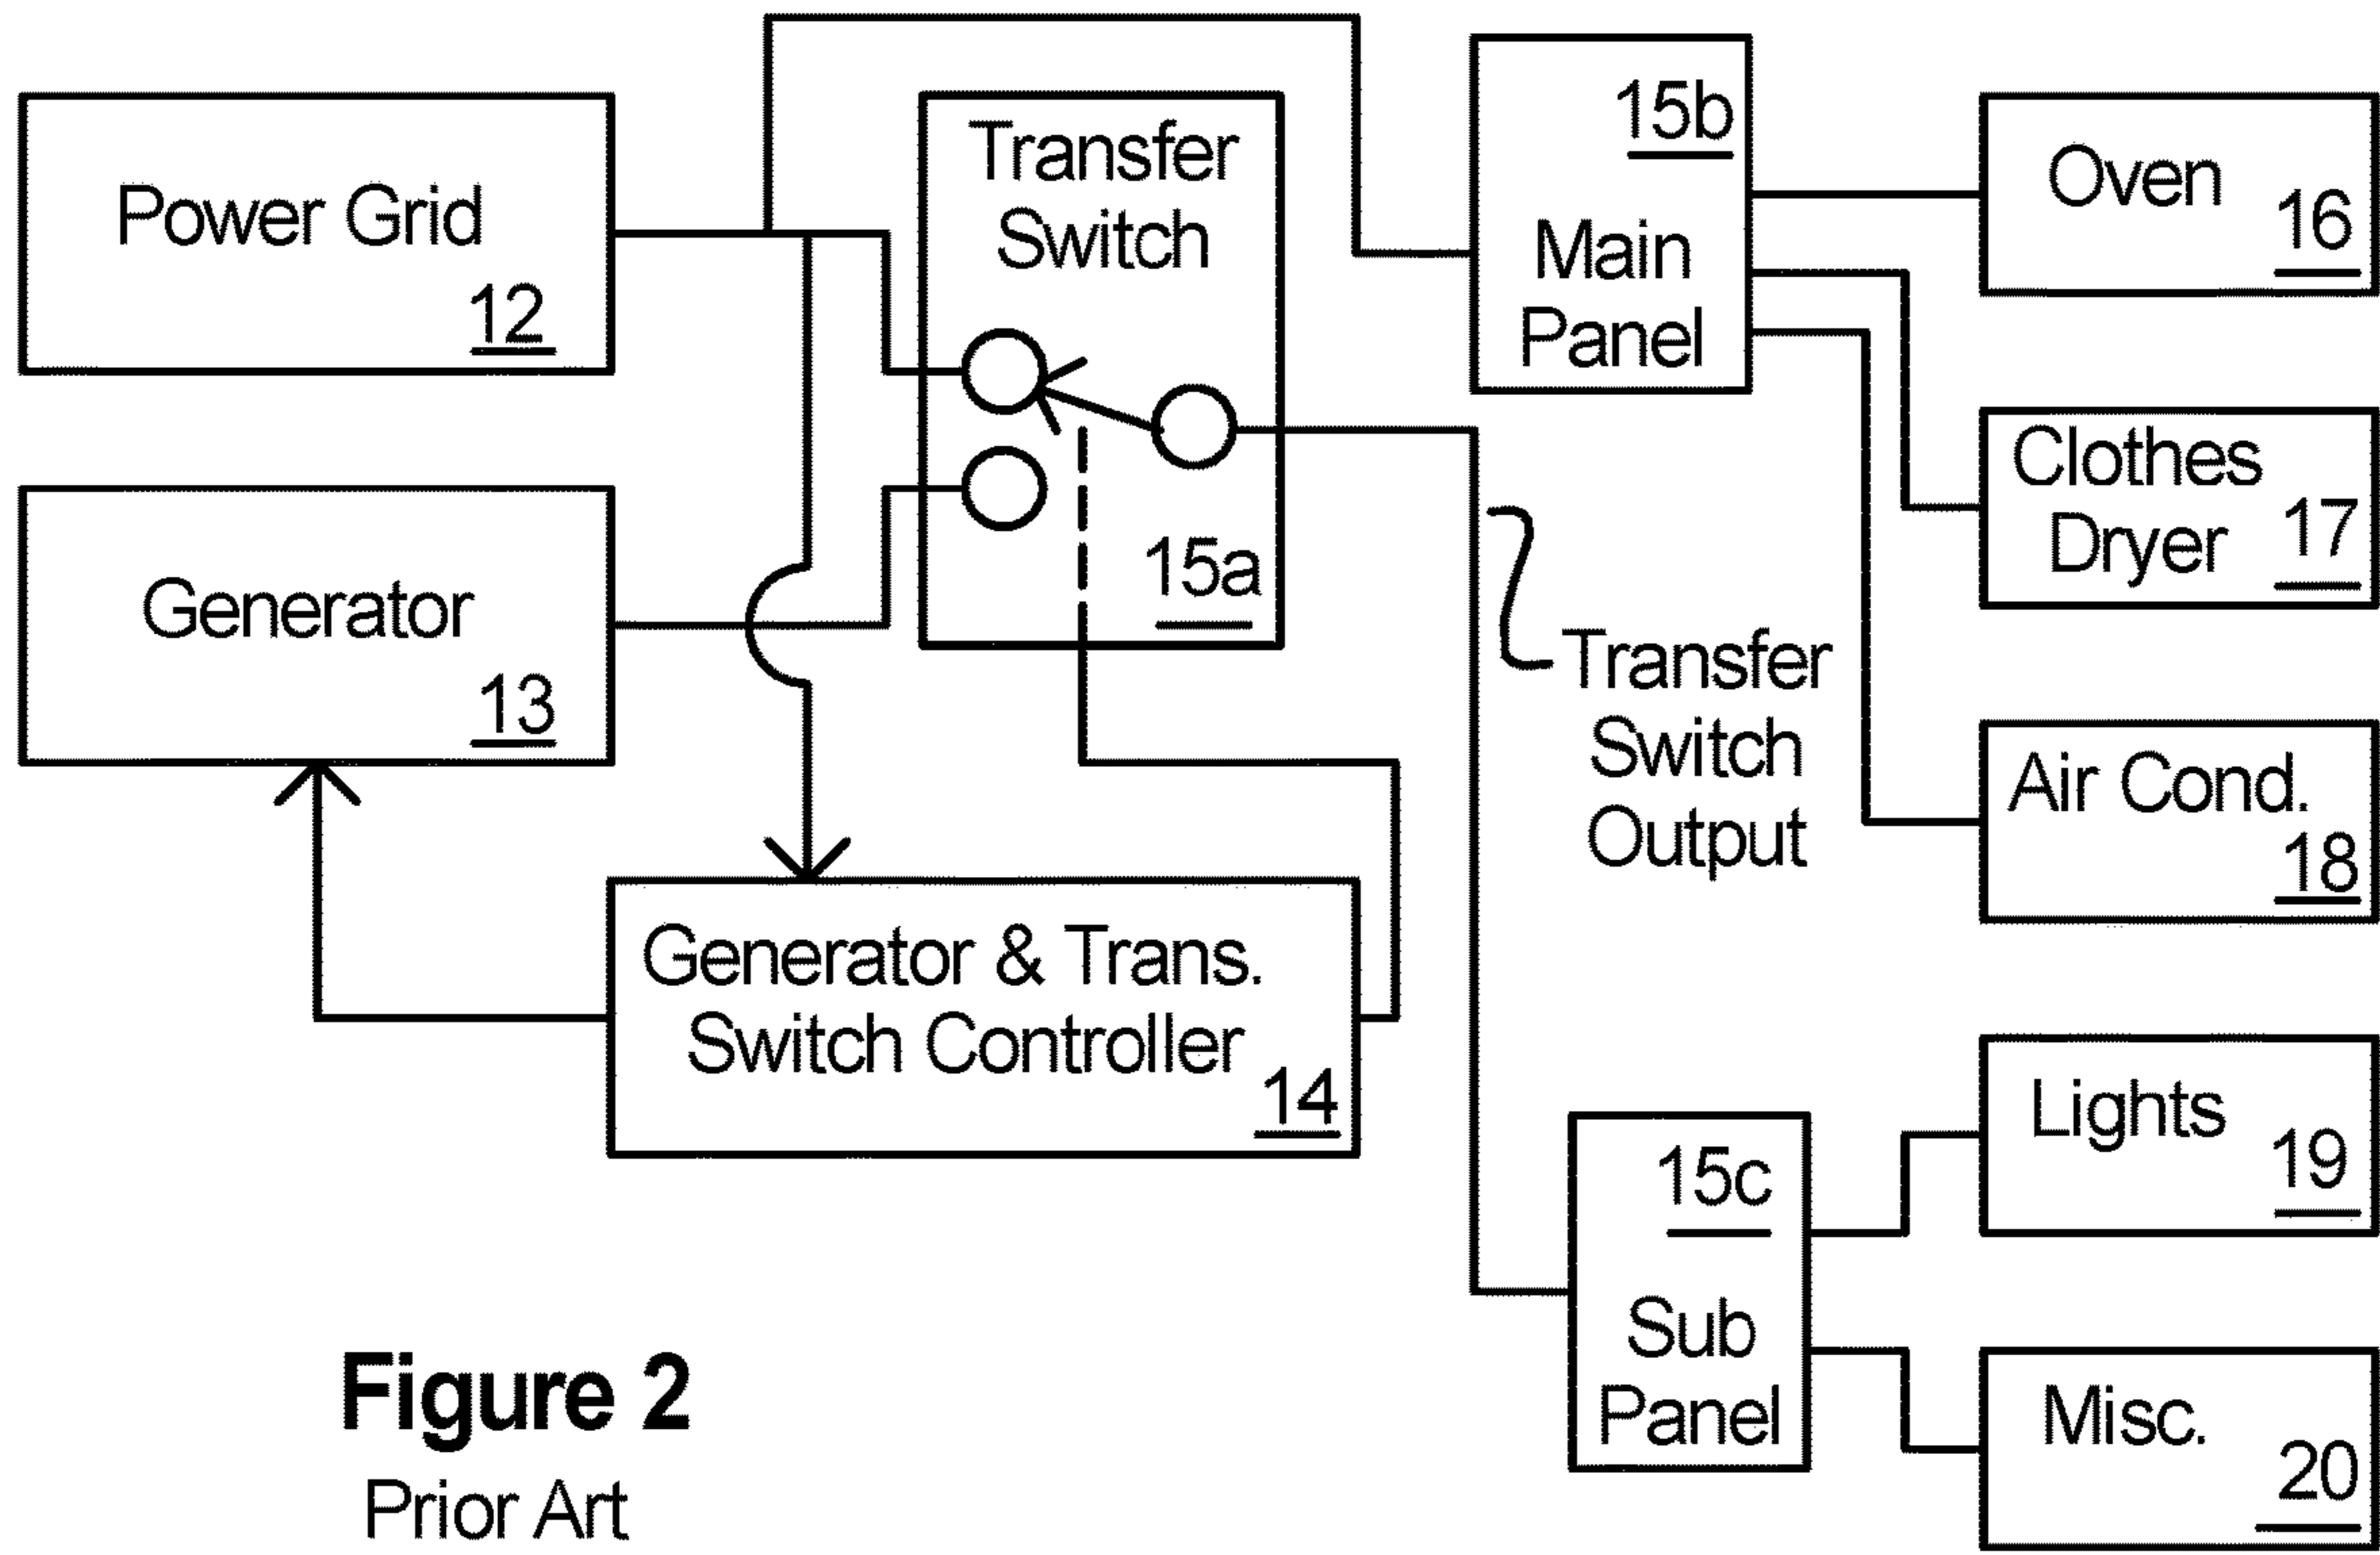 Power Grid
12
Transfer
Switch
15a
15b
Main
Panel
Oven
16
Clothes
Dryer
17
Generator
13
Transfer
Switch
Output
Air Cond.
18
Generator & Trans.
Switch Controller
14
Lights
19
15c
Sub
Panel
Misc.
20
Figure 2
Prior Art